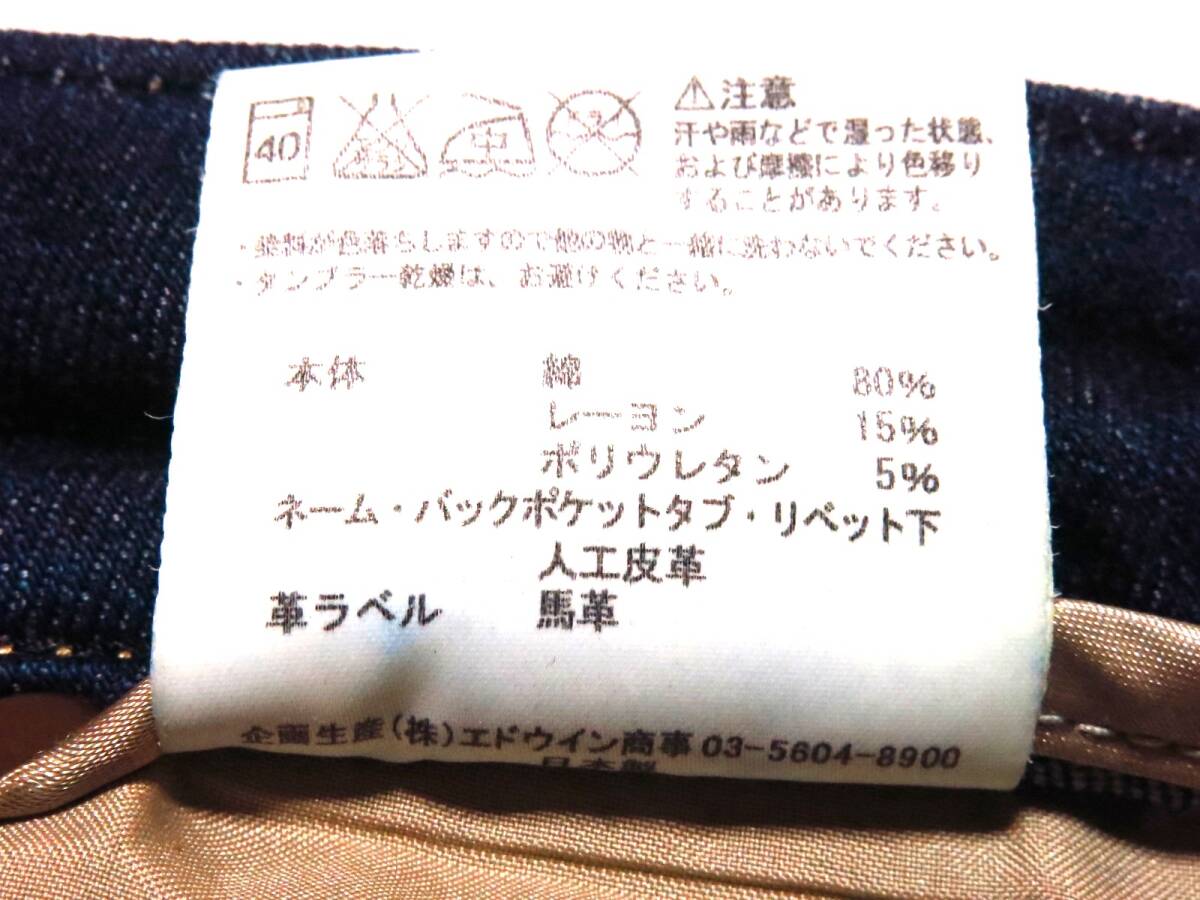 40
中
⚠注意
汗や雨などで湿った状態、
および摩擦により色移り
することがあります。
・染料が色落ちしますので他の物と一緒に洗わないでください。
・タンブラー乾燥は、お避けください。
本体 綿 80%
レーヨン 15%
ポリウレタン 5%
ネーム・バックポケットタブ・リベット下
人工皮革
革ラベル 馬革
企画生産(株)エドウイン商事 03-5604-8900
日本製